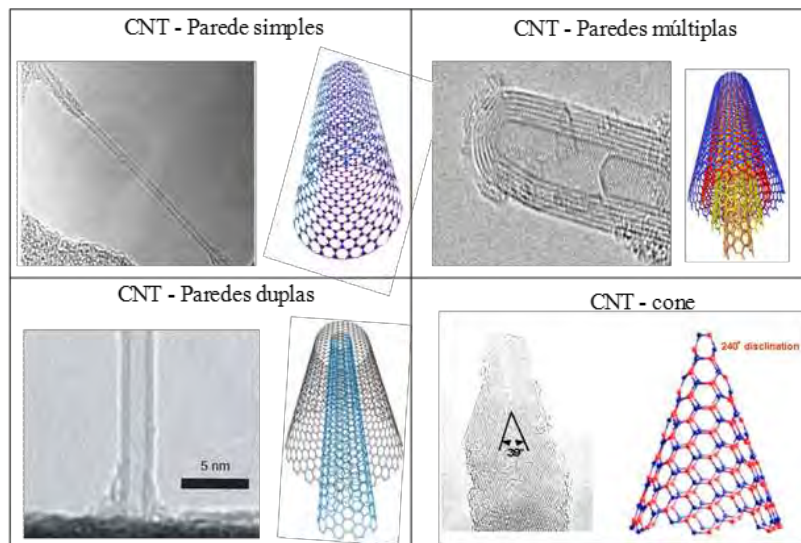 CNT - Parede simples
CNT - Paredes múltiplas
CNT - Paredes duplas
5 nm
CNT - cone
39°
240° disclination